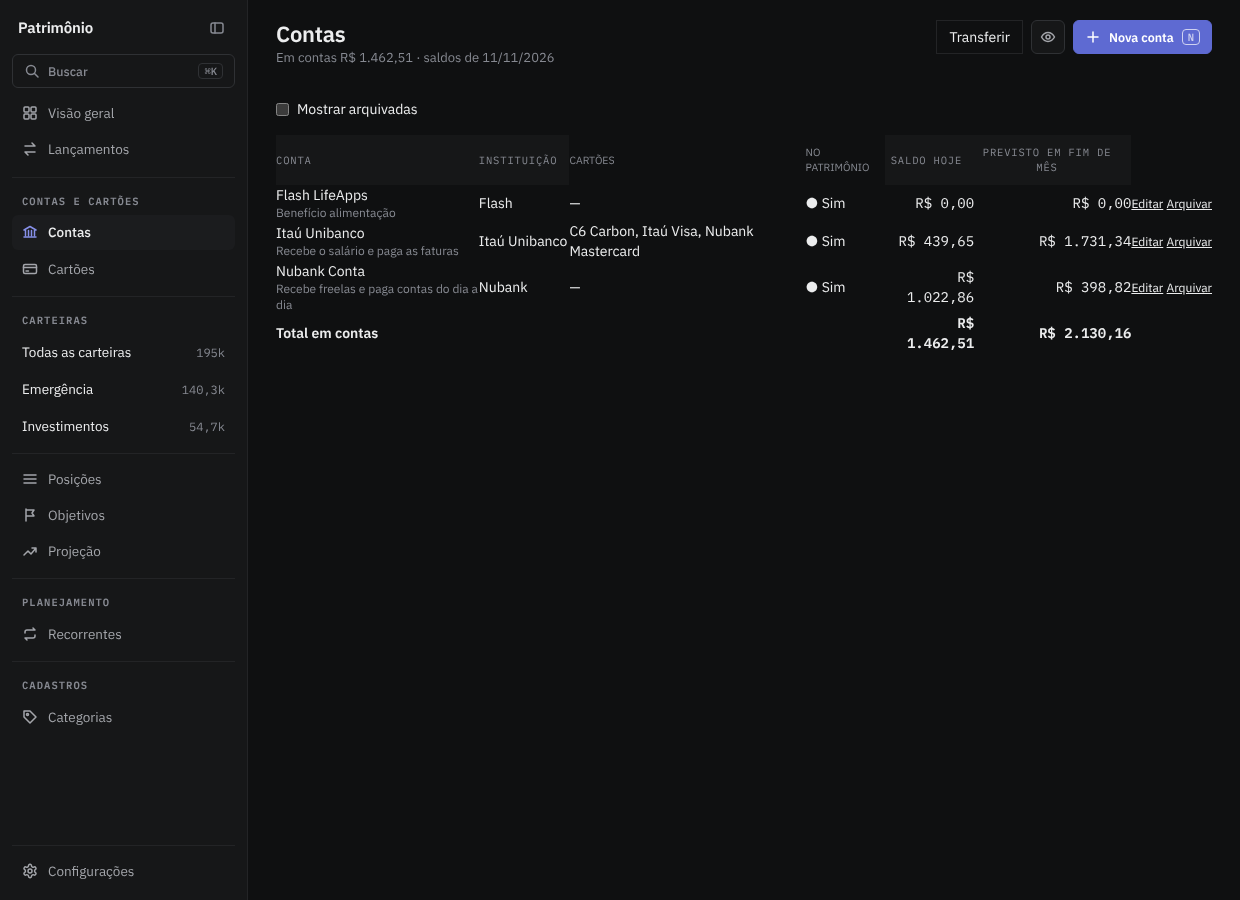 Patrimônio
Buscar ⌘K
Visão geral
Lançamentos
CONTAS E CARTÕES
Contas
Cartões
CARTEIRAS
Todas as carteiras 195k
Emergência 140,3k
Investimentos 54,7k
Posições
Objetivos
Projeção
PLANEJAMENTO
Recorrentes
CADASTROS
Categorias
Configurações
Contas
Em contas R$ 1.462,51 · saldos de 11/11/2026
Transferir
Nova conta N
Mostrar arquivadas
CONTA INSTITUIÇÃO CARTÕES NO PATRIMÔNIO SALDO HOJE PREVISTO EM FIM DE MÊS
Flash LifeApps
Benefício alimentação
Flash — Sim R$ 0,00 R$ 0,00 Editar Arquivar
Itaú Unibanco
Recebe o salário e paga as faturas
Itaú Unibanco
C6 Carbon, Itaú Visa, Nubank
Mastercard
Sim R$ 439,65 R$ 1.731,34 Editar Arquivar
Nubank Conta
Recebe freelas e paga contas do dia a
dia
Nubank — Sim
R$
1.022,86
R$ 398,82 Editar Arquivar
Total em contas
R$
1.462,51
R$ 2.130,16